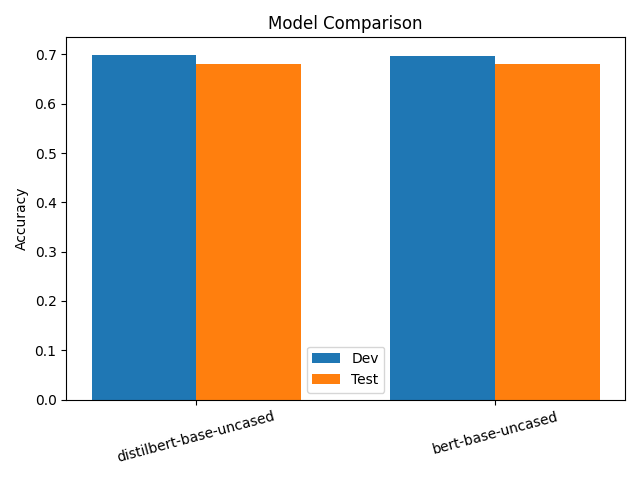 Model Comparison
Accuracy
0.7
0.6
0.5
0.4
0.3
0.2
0.1
0.0
Dev
Test
distilbert-base-uncased
bert-base-uncased